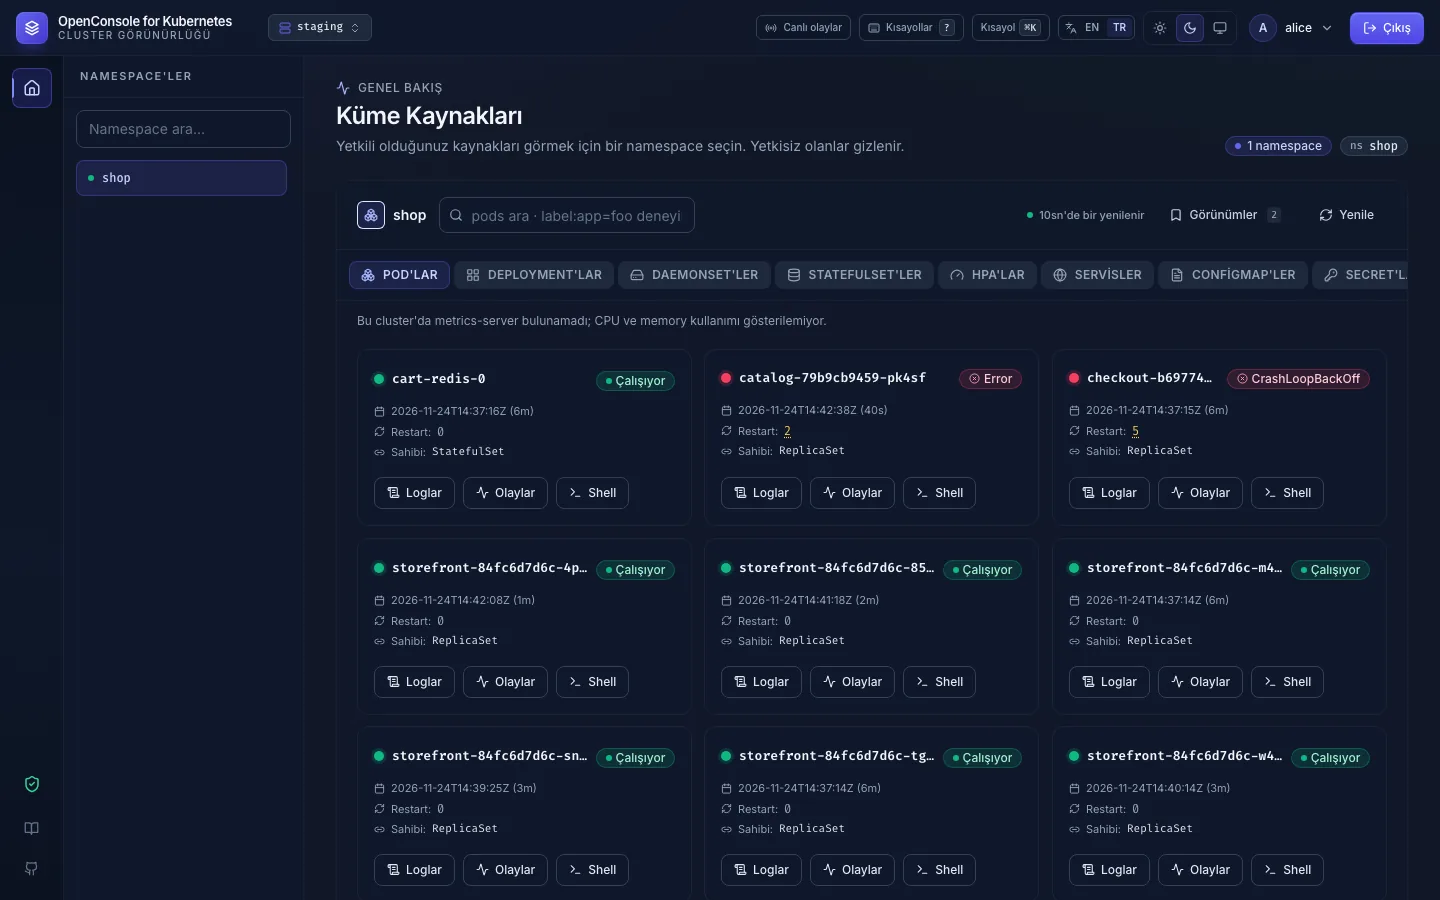 OpenConsole for Kubernetes
CLUSTER GÖRÜNÜRLÜĞÜ
staging
Canlı olaylar
Kısayollar ?
Kısayol ⌘K
EN TR
A alice
Çıkış
NAMESPACE'LER
Namespace ara...
shop
GENEL BAKIŞ
Küme Kaynakları
Yetkili olduğunuz kaynakları görmek için bir namespace seçin. Yetkisiz olanlar gizlenir.
1 namespace
ns shop
shop
pods ara · label:app=foo deneyi
10sn'de bir yenilenir
Görünümler 2
Yenile
POD'LAR
DEPLOYMENT'LAR
DAEMONSET'LER
STATEFULSET'LER
HPA'LAR
SERVİSLER
CONFİGMAP'LER
SECRET'L
Bu cluster'da metrics-server bulunamadı; CPU ve memory kullanımı gösterilemiyor.
cart-redis-0 Çalışıyor
2026-11-24T14:37:16Z (6m)
Restart: 0
Sahibi: StatefulSet
Loglar Olaylar Shell
catalog-79b9cb9459-pk4sf Error
2026-11-24T14:42:38Z (40s)
Restart: 2
Sahibi: ReplicaSet
Loglar Olaylar Shell
checkout-b69774... CrashLoopBackOff
2026-11-24T14:37:15Z (6m)
Restart: 5
Sahibi: ReplicaSet
Loglar Olaylar Shell
storefront-84fc6d7d6c-4p... Çalışıyor
2026-11-24T14:42:08Z (1m)
Restart: 0
Sahibi: ReplicaSet
Loglar Olaylar Shell
storefront-84fc6d7d6c-85... Çalışıyor
2026-11-24T14:41:18Z (2m)
Restart: 0
Sahibi: ReplicaSet
Loglar Olaylar Shell
storefront-84fc6d7d6c-m4... Çalışıyor
2026-11-24T14:37:14Z (6m)
Restart: 0
Sahibi: ReplicaSet
Loglar Olaylar Shell
storefront-84fc6d7d6c-sn... Çalışıyor
2026-11-24T14:39:25Z (3m)
Restart: 0
Sahibi: ReplicaSet
Loglar Olaylar Shell
storefront-84fc6d7d6c-tg... Çalışıyor
2026-11-24T14:37:14Z (6m)
Restart: 0
Sahibi: ReplicaSet
Loglar Olaylar Shell
storefront-84fc6d7d6c-w4... Çalışıyor
2026-11-24T14:40:14Z (3m)
Restart: 0
Sahibi: ReplicaSet
Loglar Olaylar Shell